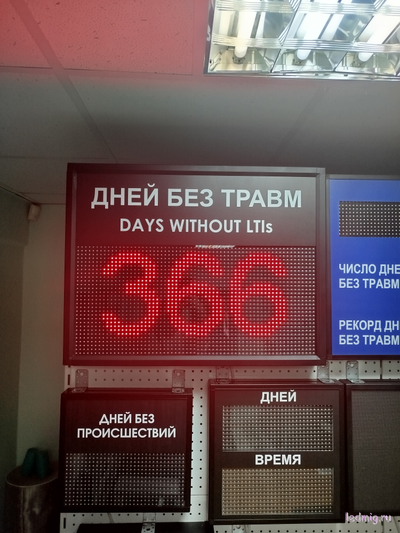 ДНЕЙ БЕЗ ТРАВМ
DAYS WITHOUT LTIs
366
ЧИСЛО ДНЕ
БЕЗ ТРАВМ
РЕКОРД ДН
БЕЗ ТРАВМ
ДНЕЙ БЕЗ
ПРОИСШЕСТВИЙ
ДНЕЙ
ВРЕМЯ
ledmig.ru